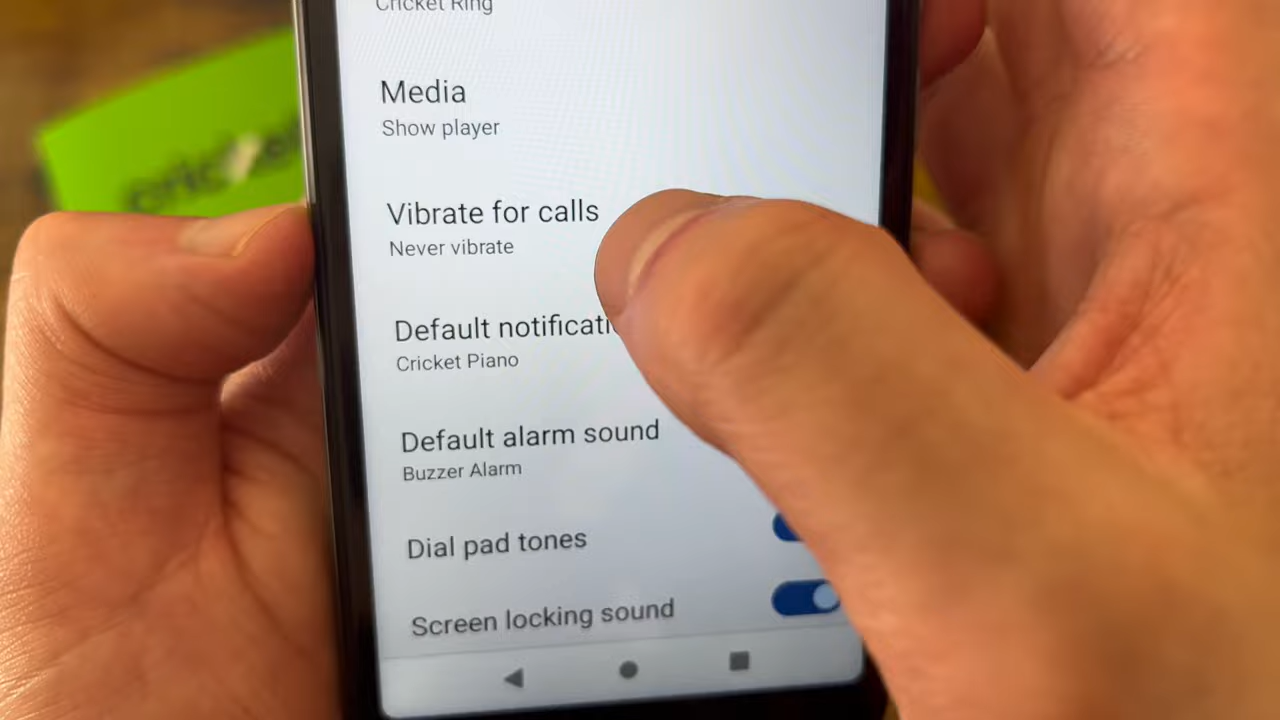 Cricket Ring
Media
Show player
Vibrate for calls
Never vibrate
Default notificati
Cricket Piano
Default alarm sound
Buzzer Alarm
Dial pad tones
Screen locking sound
cricket